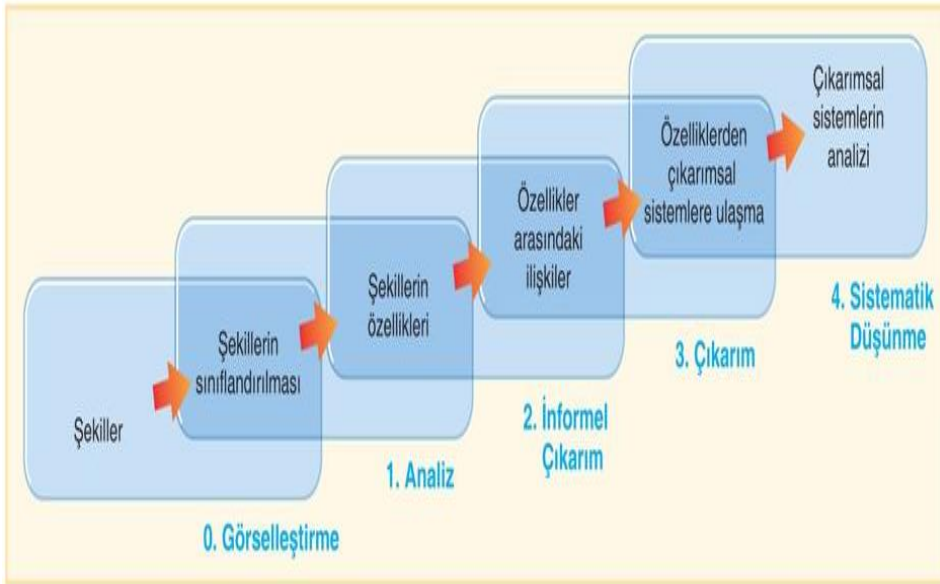 Şekiller
Şekillerin
sınıflandırılması
Şekillerin
özellikleri
Özellikler
arasındaki
ilişkiler
Özelliklerden
çıkarımsal
sistemlere ulaşma
Çıkarımsal
sistemlerin
analizi
0. Görselleştirme
1. Analiz
2. İnformel
Çıkarım
3. Çıkarım
4. Sistematik
Düşünme